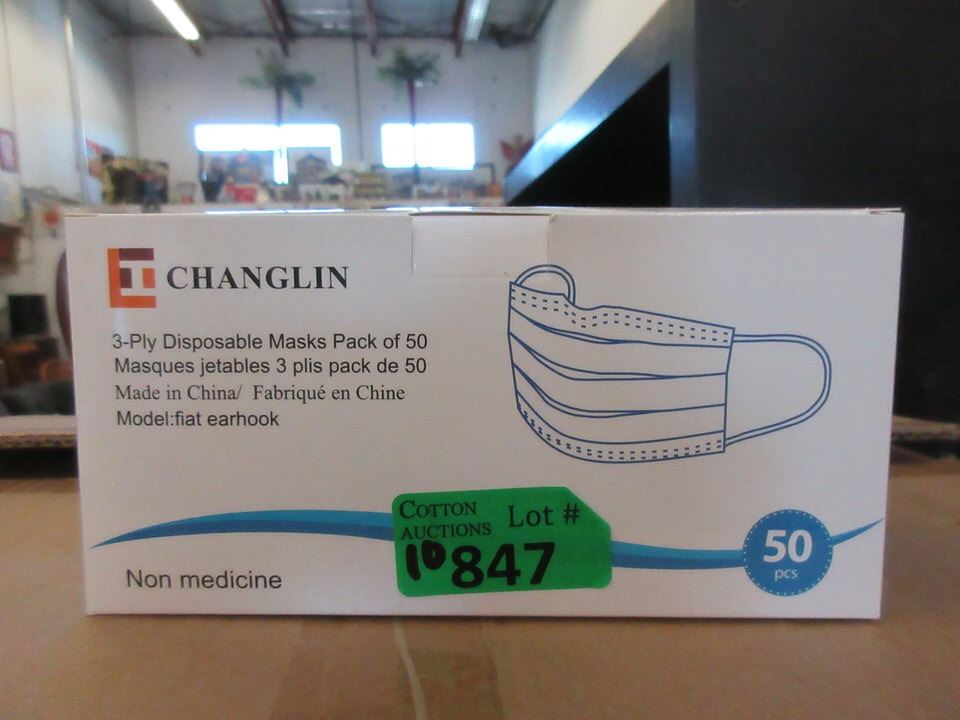 CHANGLIN
3-Ply Disposable Masks Pack of 50
Masques jetables 3 plis pack de 50
Made in China/ Fabriqué en Chine
Model:fiat earhook
COTTON
AUCTIONS
Lot #
10847
Non medicine
50
pcs